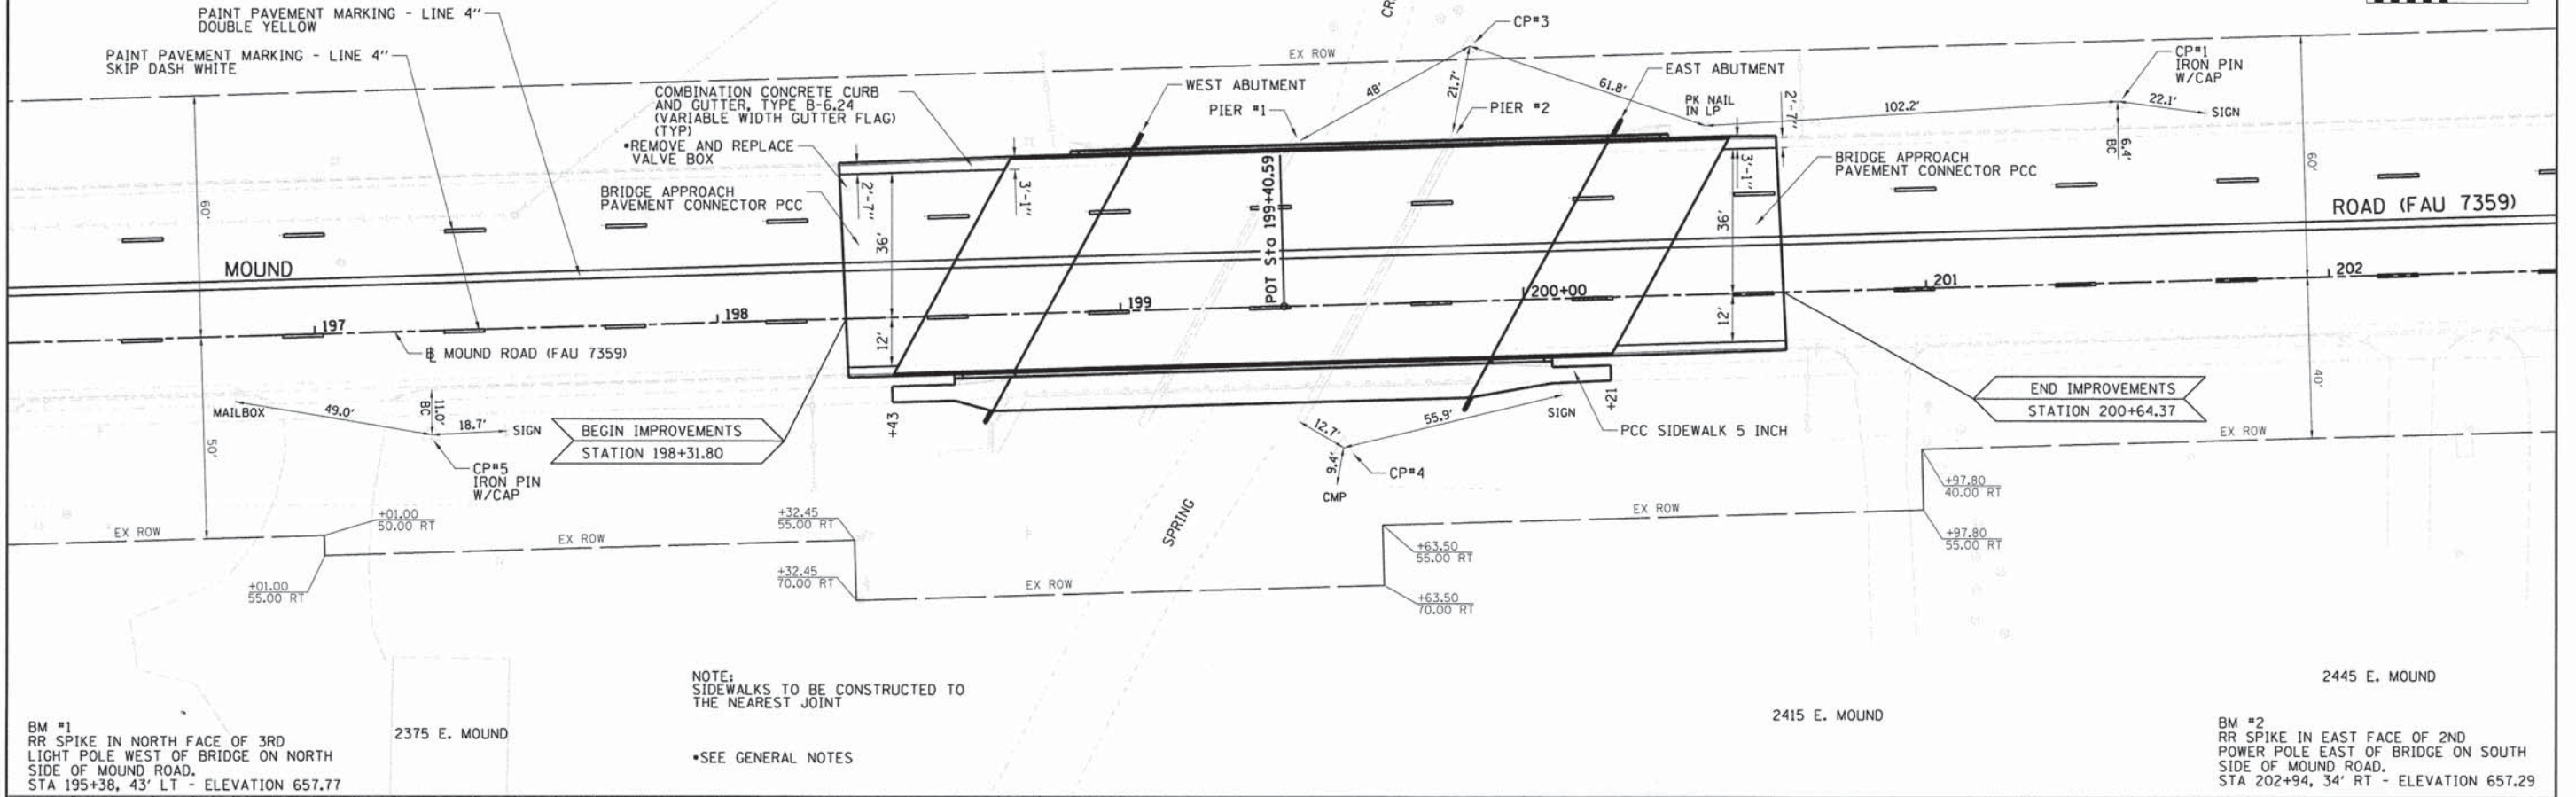 PAINT PAVEMENT MARKING - LINE 4"
DOUBLE YELLOW
PAINT PAVEMENT MARKING - LINE 4"
SKIP DASH WHITE
COMBINATION CONCRETE CURB
AND GUTTER, TYPE B-6.24
(VARIABLE WIDTH GUTTER FLAG)
(TYP)
*REMOVE AND REPLACE
VALVE BOX
BRIDGE APPROACH
PAVEMENT CONNECTOR PCC
WEST ABUTMENT
PIER #1
EX ROW
CP#3
48'
21.7'
PIER #2
EAST ABUTMENT
61.8'
PK NAIL
IN LP
102.2'
CP#1
IRON PIN
W/CAP
22.1'
SIGN
6.4'
BC
2'-7"
3'-1"
BRIDGE APPROACH
PAVEMENT CONNECTOR PCC
60'
60'
2'-7"
3'-1"
36'
36'
12'
12'
POT Sta 199+40.59
MOUND
ROAD (FAU 7359)
197
198
199
200+00
201
202
℄ MOUND ROAD (FAU 7359)
MAILBOX
49.0'
11.0'
BC
18.7'
SIGN
CP#5
IRON PIN
W/CAP
BEGIN IMPROVEMENTS
STATION 198+31.80
+43
+21
12.7'
55.9'
SIGN
9.4'
CP#4
CMP
PCC SIDEWALK 5 INCH
END IMPROVEMENTS
STATION 200+64.37
50'
40'
EX ROW
EX ROW
EX ROW
EX ROW
EX ROW
+01.00
50.00 RT
+01.00
55.00 RT
+32.45
55.00 RT
+32.45
70.00 RT
+63.50
55.00 RT
+63.50
70.00 RT
+97.80
40.00 RT
+97.80
55.00 RT
SPRING
NOTE:
SIDEWALKS TO BE CONSTRUCTED TO
THE NEAREST JOINT
*SEE GENERAL NOTES
2375 E. MOUND
2415 E. MOUND
2445 E. MOUND
BM #1
RR SPIKE IN NORTH FACE OF 3RD
LIGHT POLE WEST OF BRIDGE ON NORTH
SIDE OF MOUND ROAD.
STA 195+38, 43' LT - ELEVATION 657.77
BM #2
RR SPIKE IN EAST FACE OF 2ND
POWER POLE EAST OF BRIDGE ON SOUTH
SIDE OF MOUND ROAD.
STA 202+94, 34' RT - ELEVATION 657.29